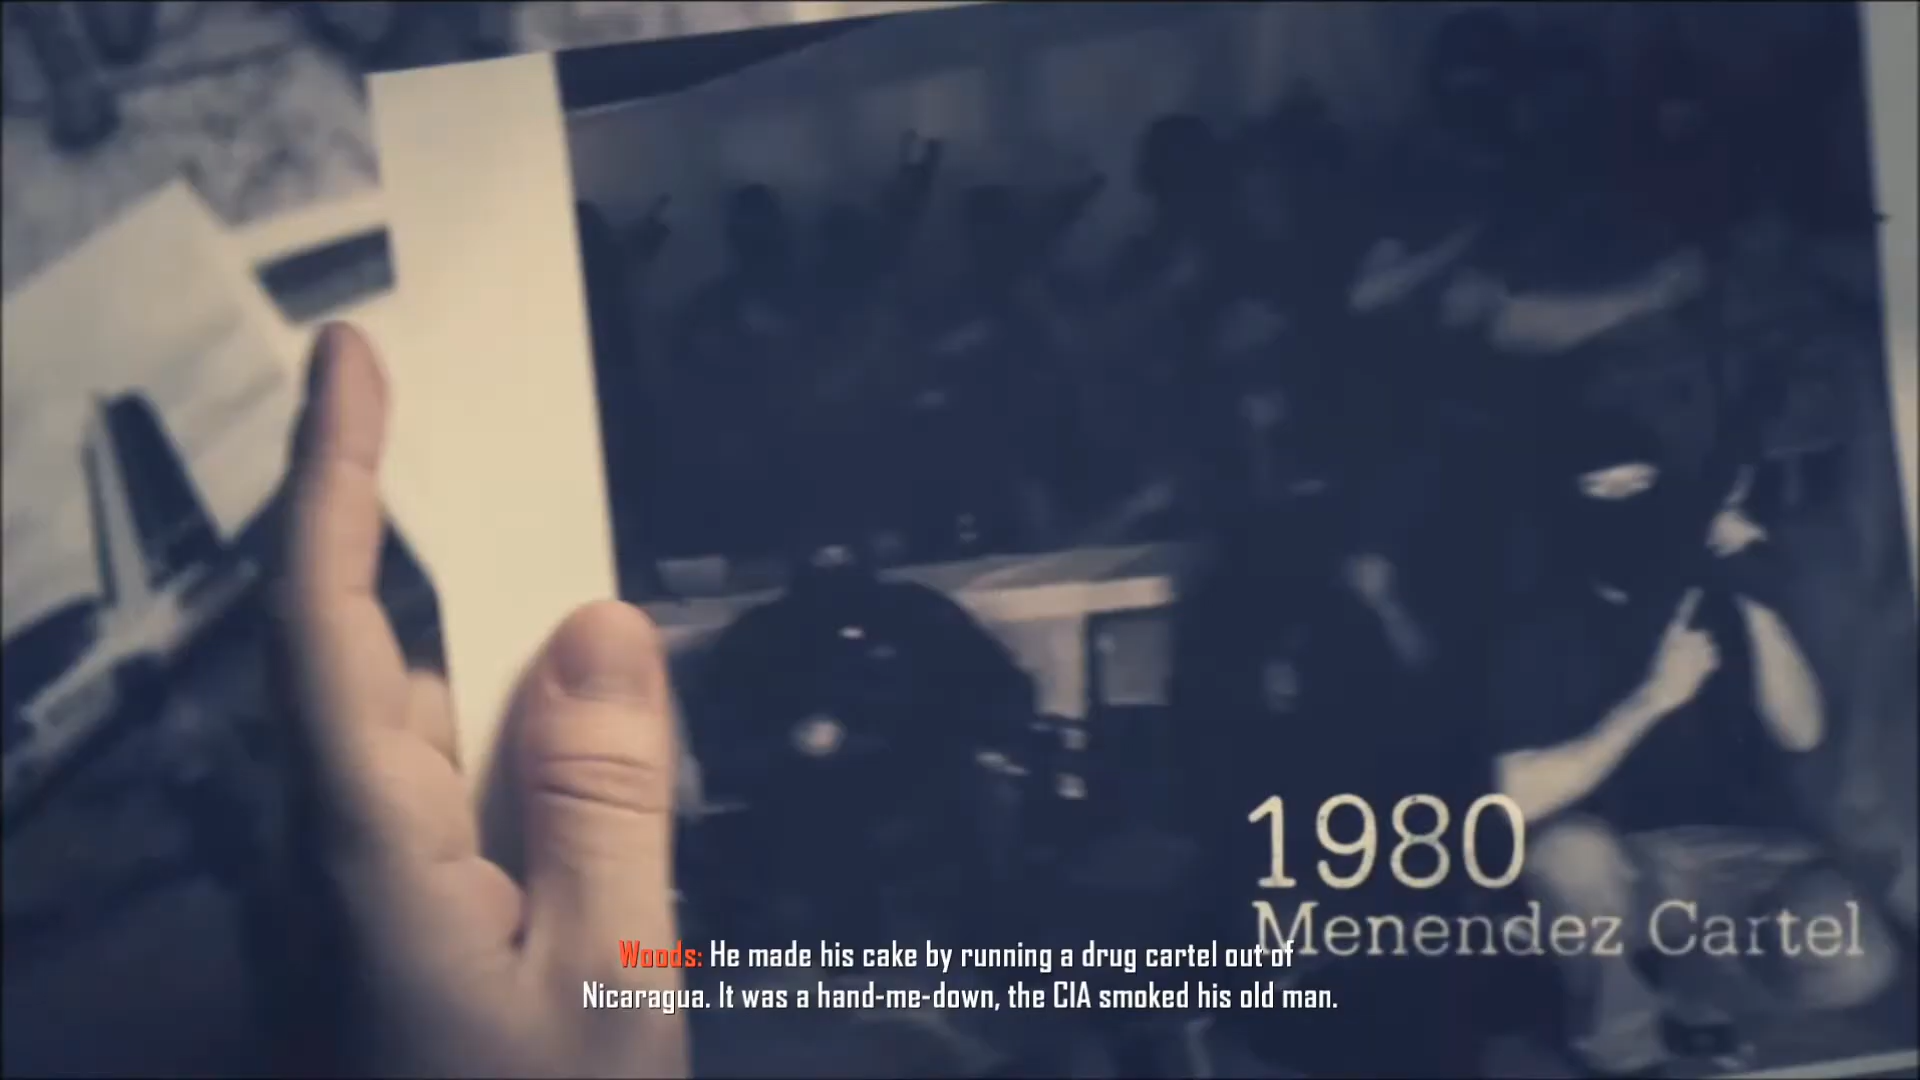 1980
Menendez Cartel
Woods: He made his cake by running a drug cartel out of
Nicaragua. It was a hand-me-down, the CIA smoked his old man.